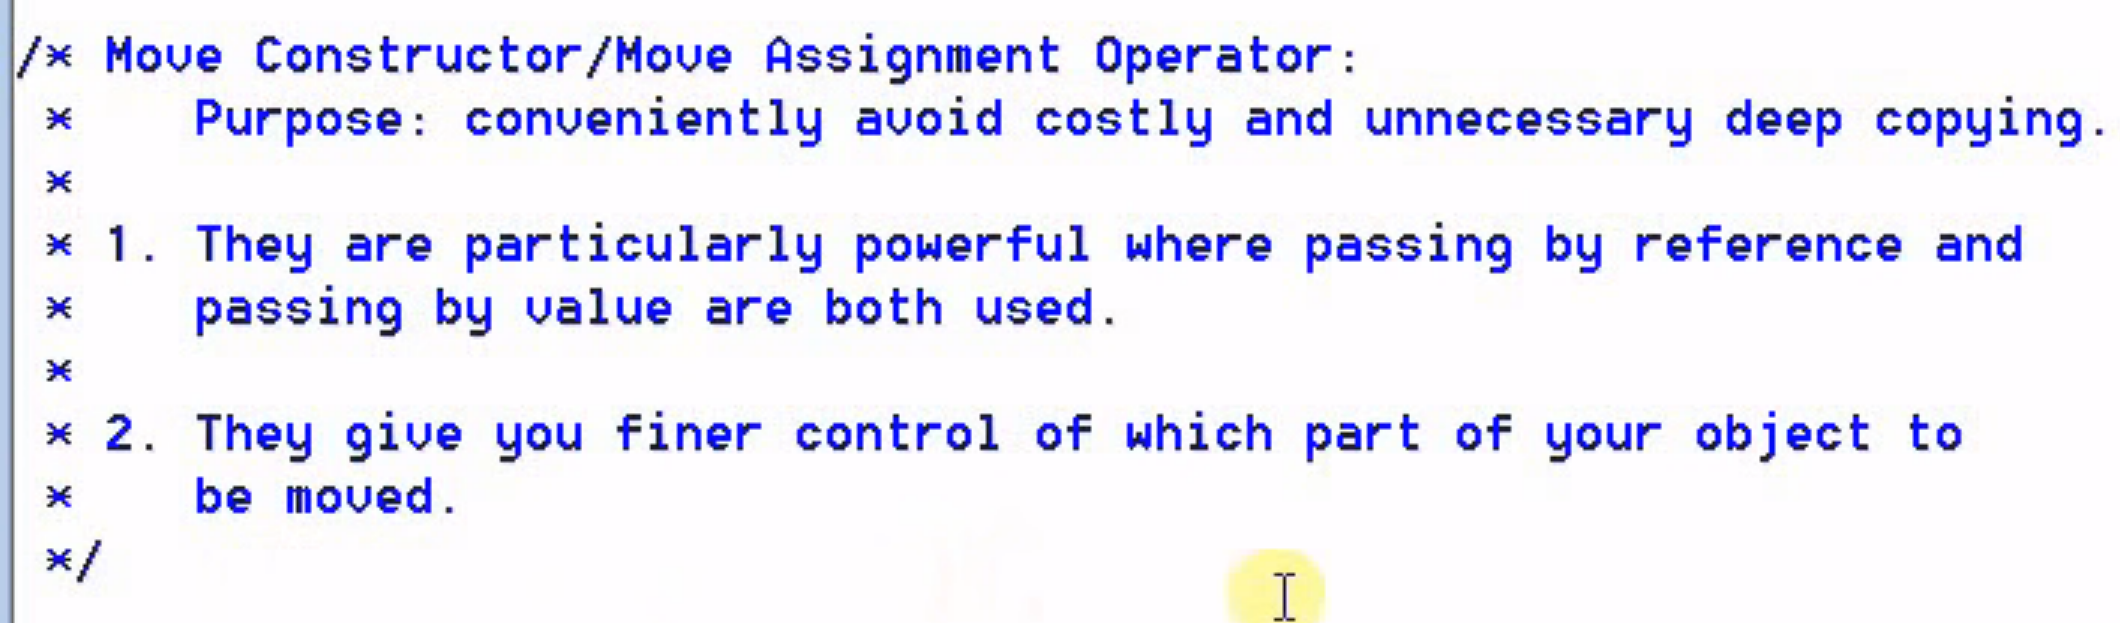 /* Move Constructor/Move Assignment Operator:
 *    Purpose: conveniently avoid costly and unnecessary deep copying.
 *
 * 1. They are particularly powerful where passing by reference and
 *    passing by value are both used.
 *
 * 2. They give you finer control of which part of your object to
 *    be moved.
 */